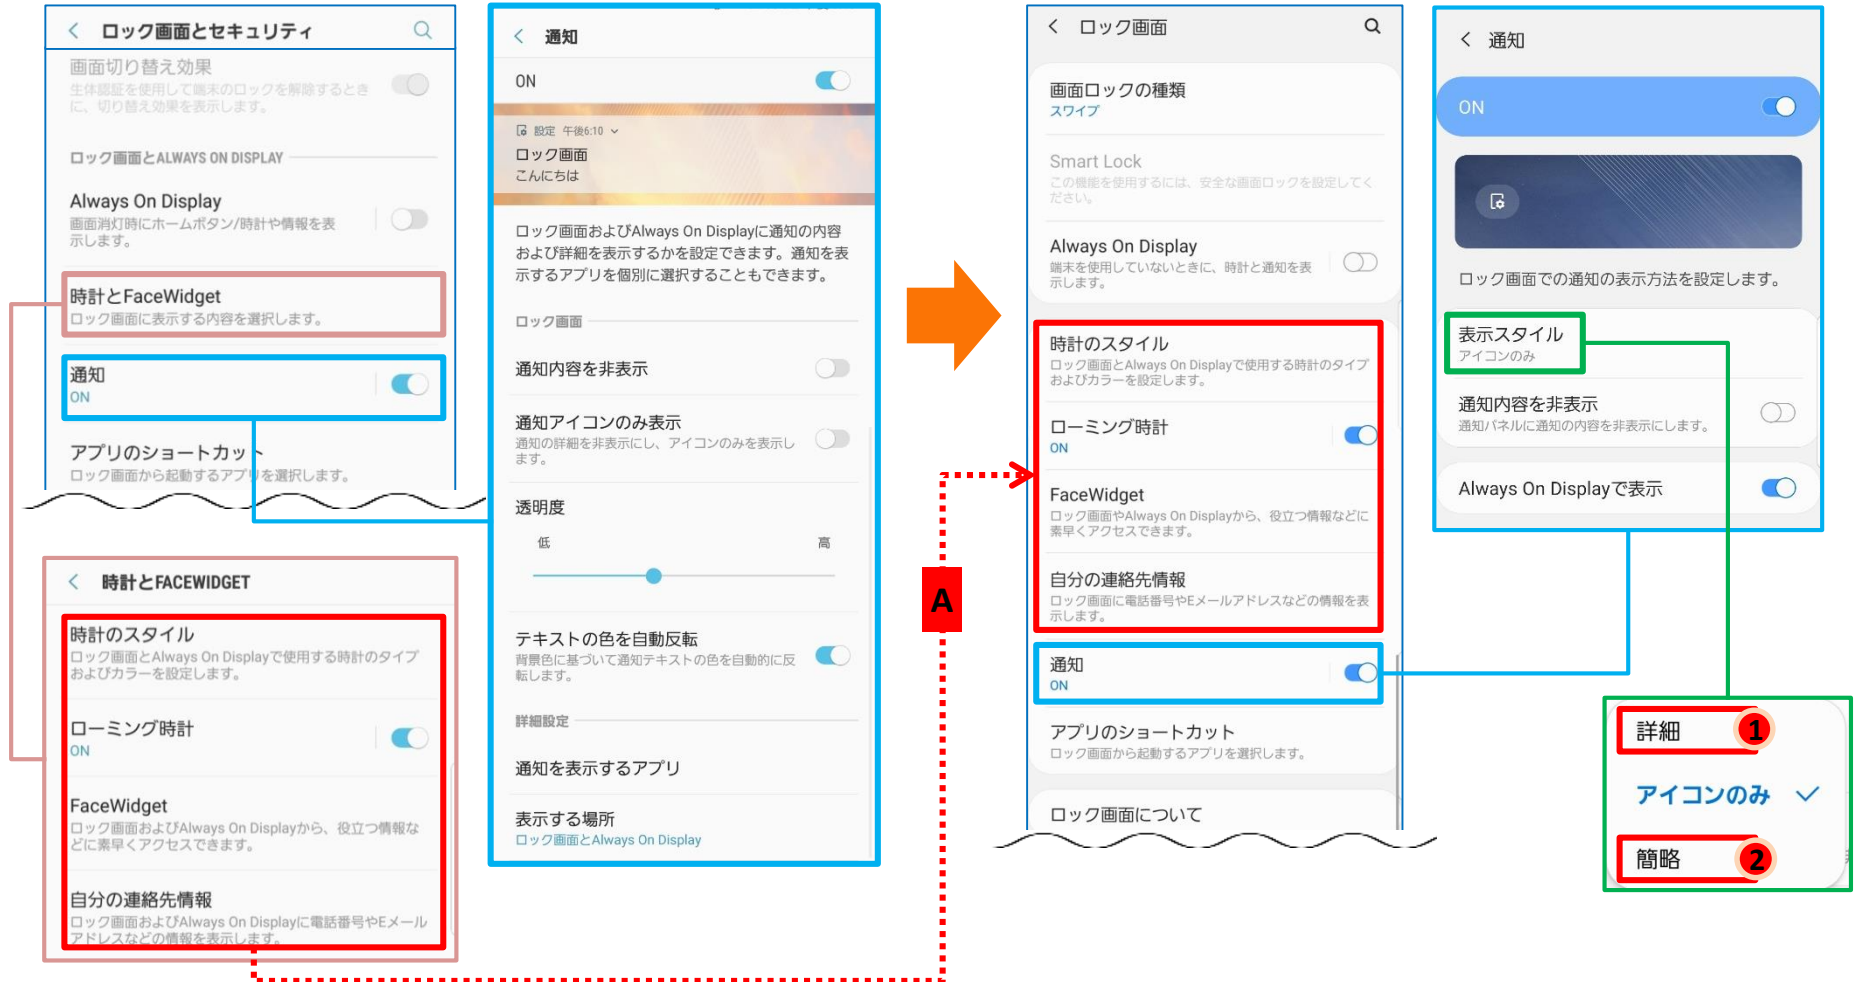 ロック画面とセキュリティ
画面切り替え効果
生体認証を使用して端末のロックを解除するとき
に、切り替え効果を表示します。
ロック画面とALWAYS ON DISPLAY
Always On Display
画面消灯時にホームボタン/時計や情報を表
示します。
時計とFaceWidget
ロック画面に表示する内容を選択します。
通知
ON
アプリのショートカット
ロック画面から起動するアプリを選択します。
時計とFACEWIDGET
時計のスタイル
ロック画面とAlways On Displayで使用する時計のタイプ
およびカラーを設定します。
ローミング時計
ON
FaceWidget
ロック画面およびAlways On Displayから、役立つ情報な
どに素早くアクセスできます。
自分の連絡先情報
ロック画面およびAlways On Displayに電話番号やEメール
アドレスなどの情報を表示します。
通知
ON
設定 午後6:10
ロック画面
こんにちは
ロック画面およびAlways On Displayに通知の内容
および詳細を表示するかを設定できます。通知を表
示するアプリを個別に選択することもできます。
ロック画面
通知内容を非表示
通知アイコンのみ表示
通知の詳細を非表示にし、アイコンのみを表示し
ます。
透明度
低 高
テキストの色を自動反転
背景色に基づいて通知テキストの色を自動的に反
転します。
詳細設定
通知を表示するアプリ
表示する場所
ロック画面とAlways On Display
A
ロック画面
画面ロックの種類
スワイプ
Smart Lock
この機能を使用するには、安全な画面ロックを設定してく
ださい。
Always On Display
端末を使用していないときに、時計と通知を表
示します。
時計のスタイル
ロック画面とAlways On Displayで使用する時計のタイプ
およびカラーを設定します。
ローミング時計
ON
FaceWidget
ロック画面やAlways On Displayから、役立つ情報などに
素早くアクセスできます。
自分の連絡先情報
ロック画面に電話番号やEメールアドレスなどの情報を表
示します。
通知
ON
アプリのショートカット
ロック画面から起動するアプリを選択します。
ロック画面について
通知
ON
ロック画面での通知の表示方法を設定します。
表示スタイル
アイコンのみ
通知内容を非表示
通知パネルに通知の内容を非表示にします。
Always On Displayで表示
詳細 1
アイコンのみ
簡略 2